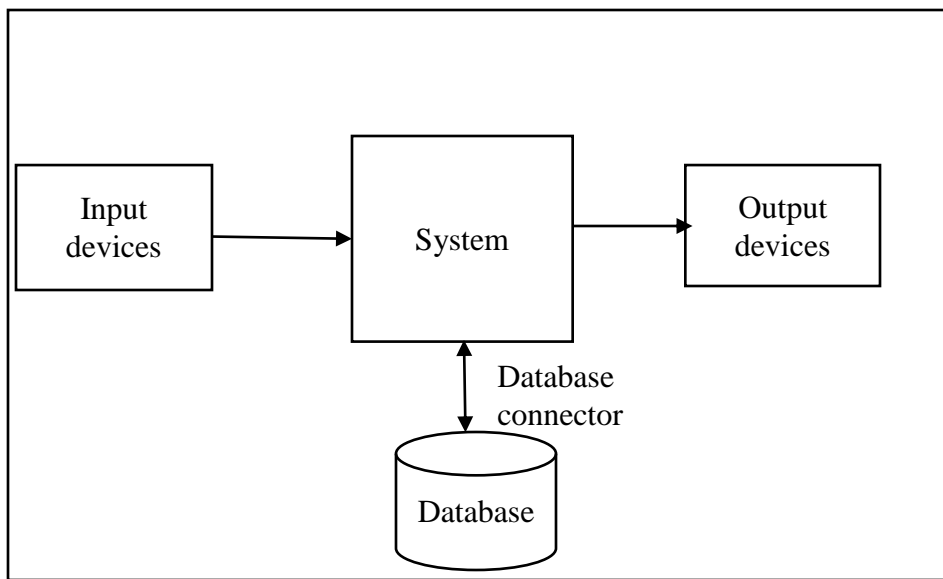 Input
devices
System
Output
devices
Database
connector
Database